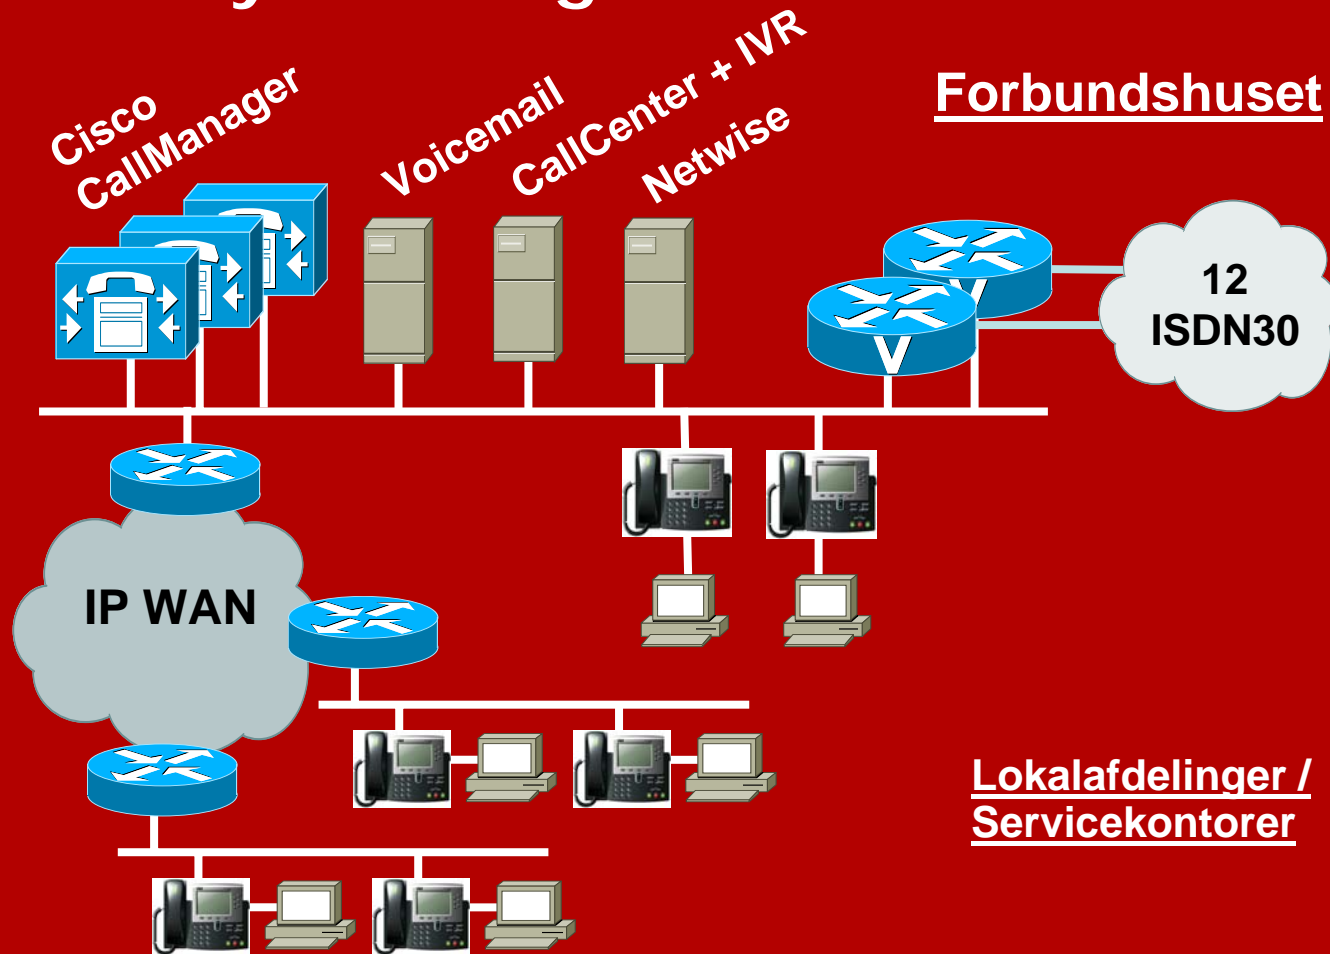 Cisco
CallManager
Voicemail
CallCenter + IVR
Netwise
Forbundshuset
12
ISDN30
V
V
IP WAN
Lokalafdelinger /
Servicekontorer